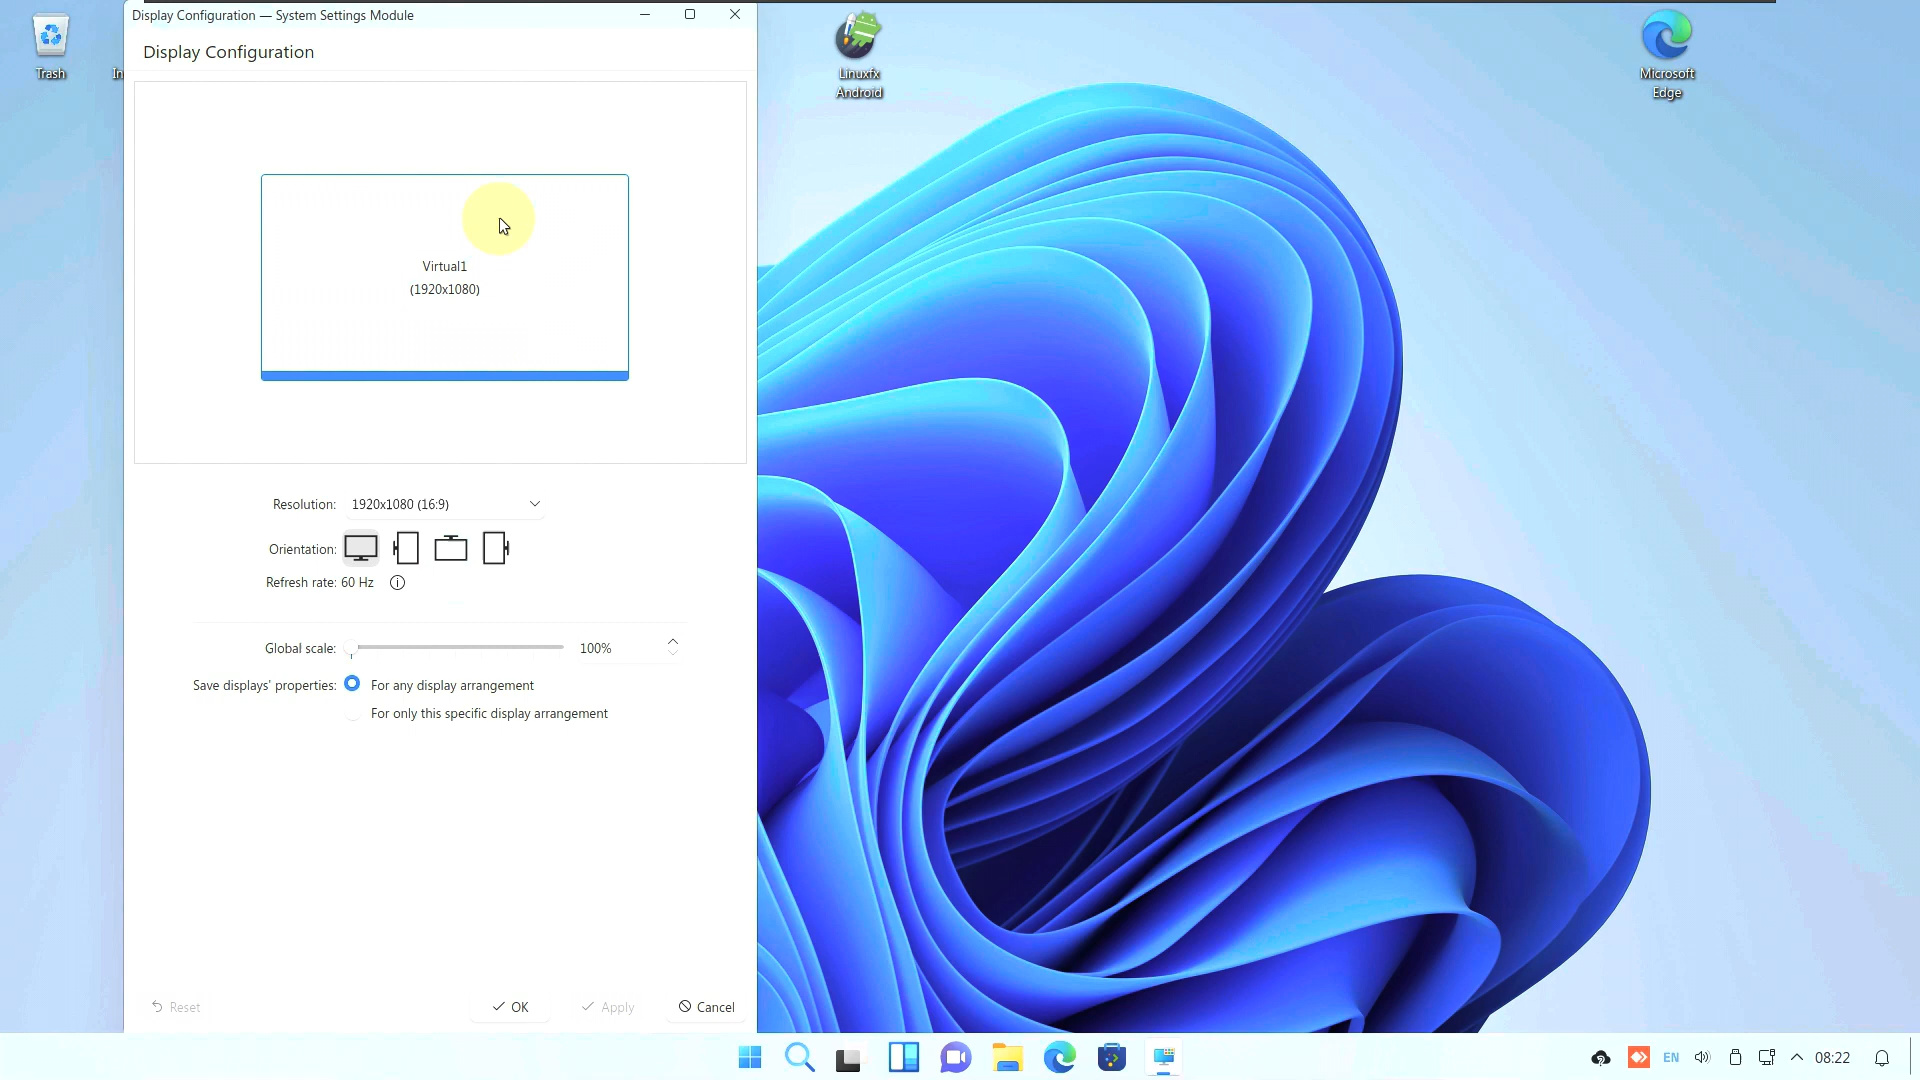 Display Configuration — System Settings Module
Display Configuration
Trash
In
Linuxfx
Android
Microsoft
Edge
Virtual1
(1920x1080)
Resolution: 1920x1080 (16:9)
Orientation:
Refresh rate: 60 Hz
Global scale: 100%
Save displays' properties: For any display arrangement
For only this specific display arrangement
Reset OK Apply Cancel
EN 08:22